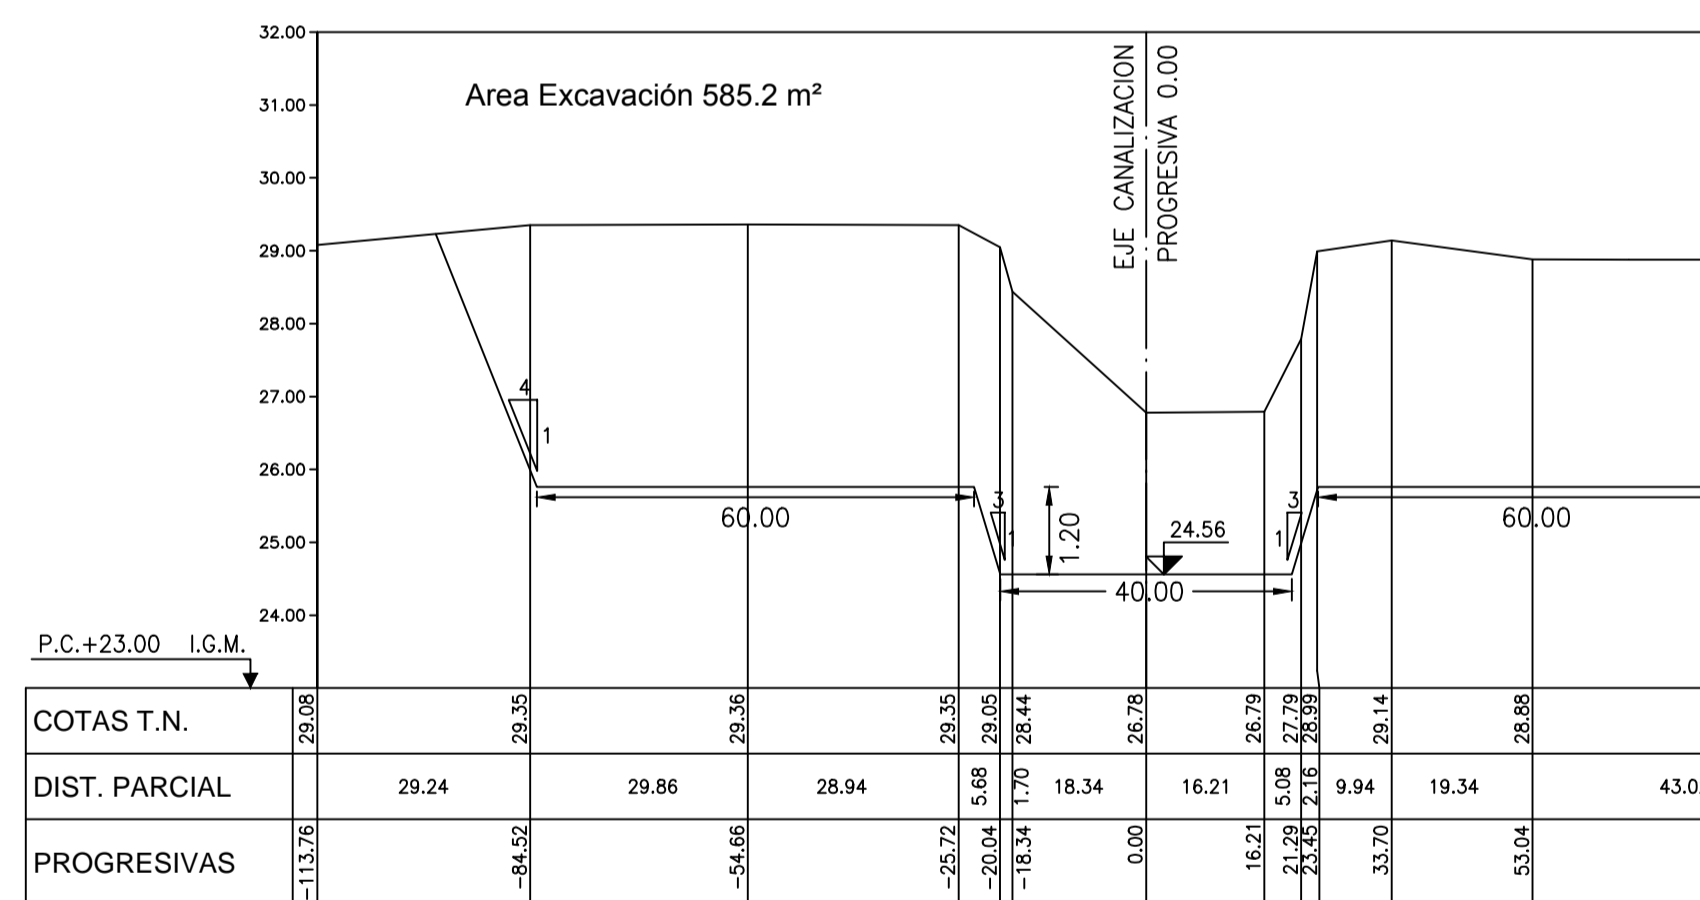 32.00
31.00
30.00
29.00
28.00
27.00
26.00
25.00
24.00
Area Excavación 585.2 m²
EJE CANALIZACION
PROGRESIVA 0.00
4
1
60.00
3
1
1.20
24.56
40.00
3
1
60.00
P.C.+23.00 I.G.M.
COTAS T.N. 29.08 29.35 29.36 29.35 29.05 28.44 26.78 26.79 27.79 28.99 29.14 28.88
DIST. PARCIAL 29.24 29.86 28.94 5.68 1.70 18.34 16.21 5.08 2.16 9.94 19.34
PROGRESIVAS -113.76 -84.52 -54.66 -25.72 -20.04 -18.34 0.00 16.21 21.29 23.45 33.70 53.04